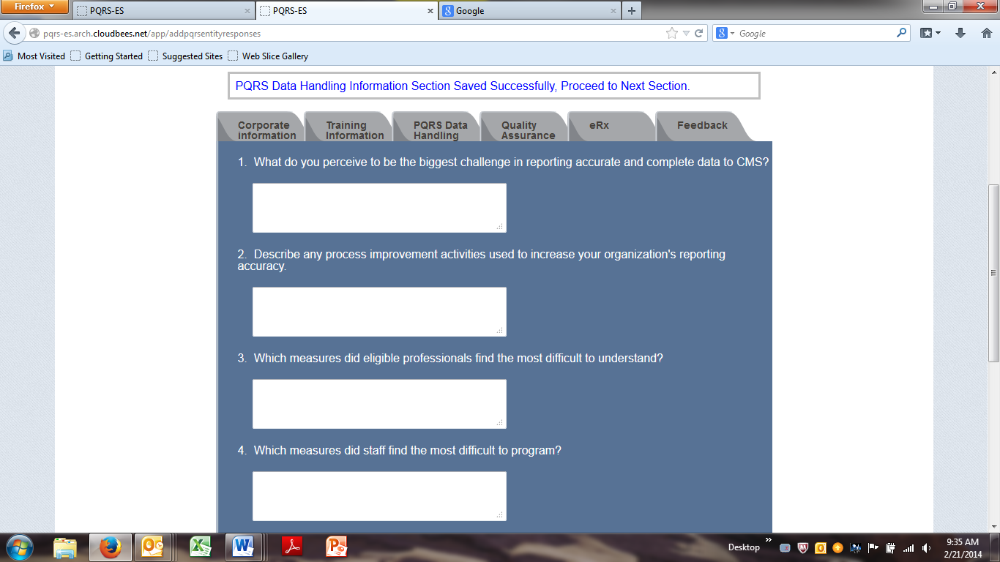 Firefox
PQRS-ES
PQRS-ES
Google
pqrs-es.arch.cloudbees.net/app/addpqrsentityresponses
Google
Most Visited
Getting Started
Suggested Sites
Web Slice Gallery
PQRS Data Handling Information Section Saved Successfully, Proceed to Next Section.
Corporate
information
Training
Information
PQRS Data
Handling
Quality
Assurance
eRx
Feedback
1. What do you perceive to be the biggest challenge in reporting accurate and complete data to CMS?
2. Describe any process improvement activities used to increase your organization's reporting
accuracy.
3. Which measures did eligible professionals find the most difficult to understand?
4. Which measures did staff find the most difficult to program?
Desktop
9:35 AM
2/21/2014